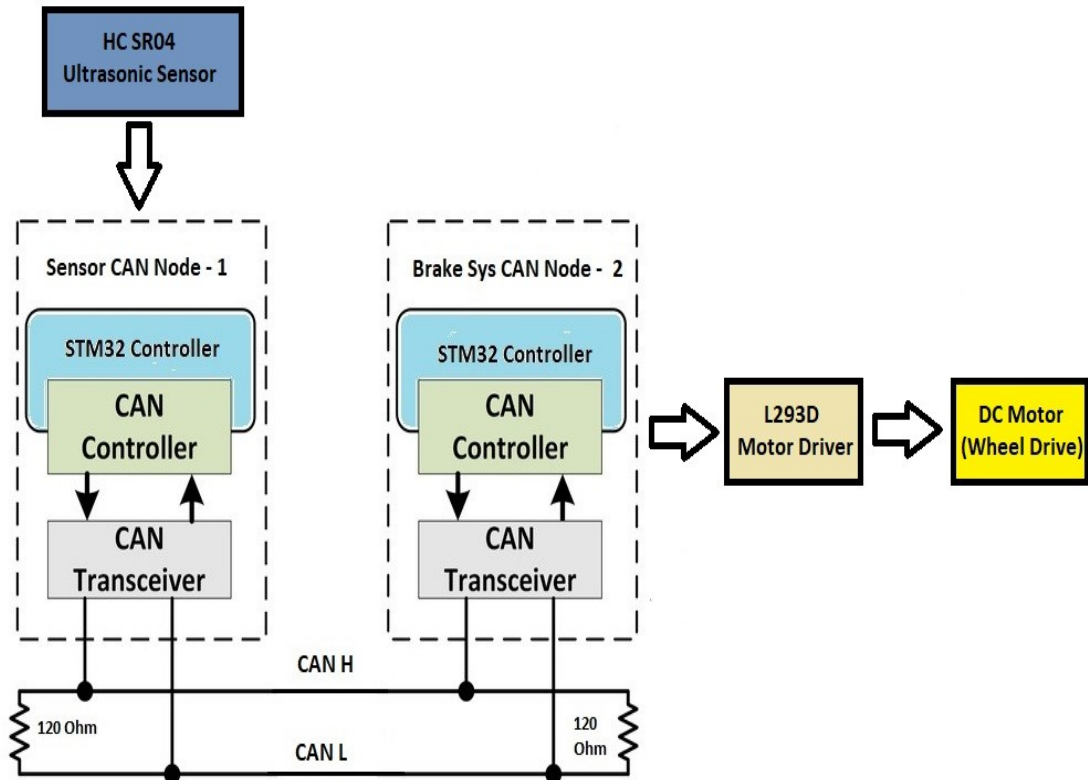 HC SR04
Ultrasonic Sensor
Sensor CAN Node - 1
STM32 Controller
CAN
Controller
CAN
Transceiver
Brake Sys CAN Node - 2
STM32 Controller
CAN
Controller
CAN
Transceiver
L293D
Motor Driver
DC Motor
(Wheel Drive)
CAN H
120 Ohm
120
Ohm
CAN L